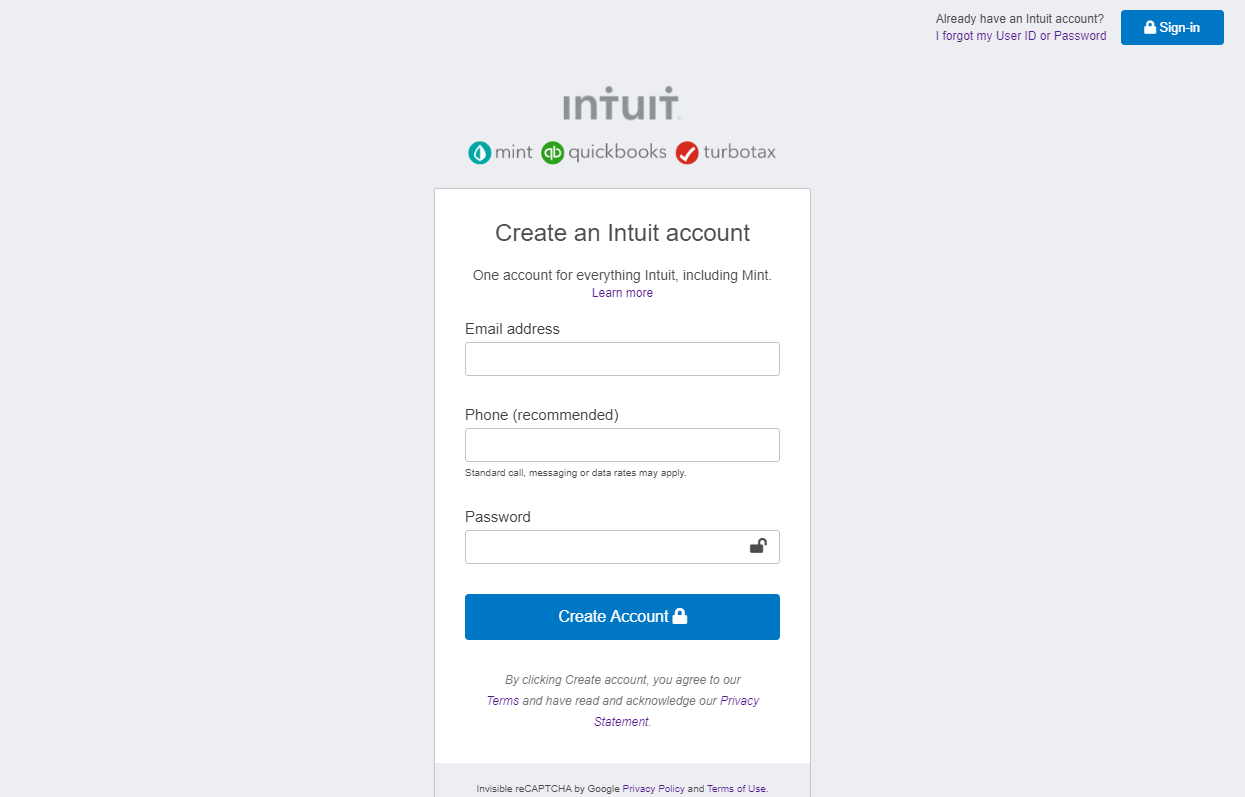 Already have an Intuit account?
I forgot my User ID or Password
Sign-in
intuit
mint quickbooks turbotax
Create an Intuit account
One account for everything Intuit, including Mint.
Learn more
Email address
Phone (recommended)
Standard call, messaging or data rates may apply.
Password
Create Account
By clicking Create account, you agree to our
Terms and have read and acknowledge our Privacy
Statement.
Invisible reCAPTCHA by Google Privacy Policy and Terms of Use.